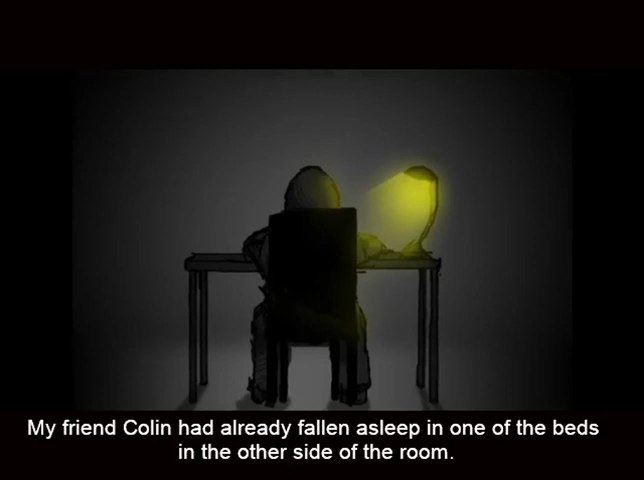 My friend Colin had already fallen asleep in one of the beds
in the other side of the room.